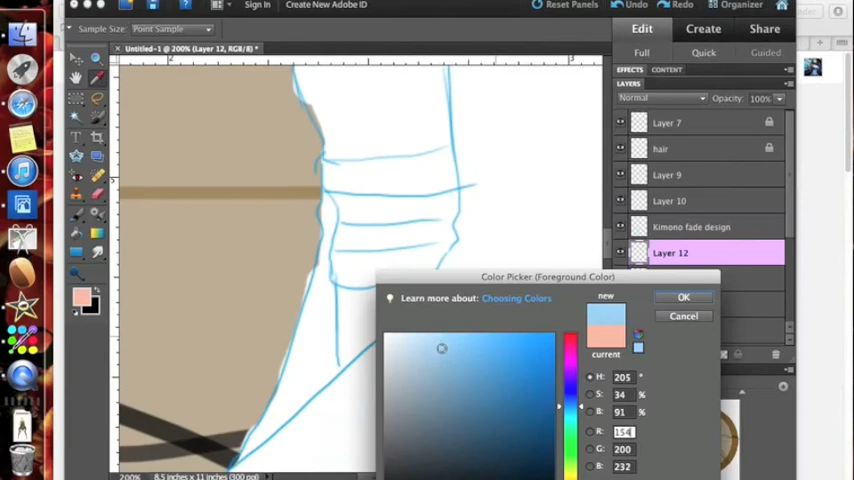 Sign In Create New Adobe ID Reset Panels Undo Redo Organizer
Sample Size: Point Sample
Edit Create Share
Untitled-1 @ 200% (Layer 12, RGB/8) *
Full Quick Guided
2 3
EFFECTS CONTENT
LAYERS
Normal Opacity: 100%
Layer 7
hair
Layer 9
5
Layer 10
Kimono fade design
Layer 12
Color Picker (Foreground Color)
Learn more about: Choosing Colors
new
OK
Cancel
current
H: 205 °
S: 34 %
B: 91 %
R: 154
G: 200
B: 232
200% 8.5 inches x 11 inches (300 ppi)